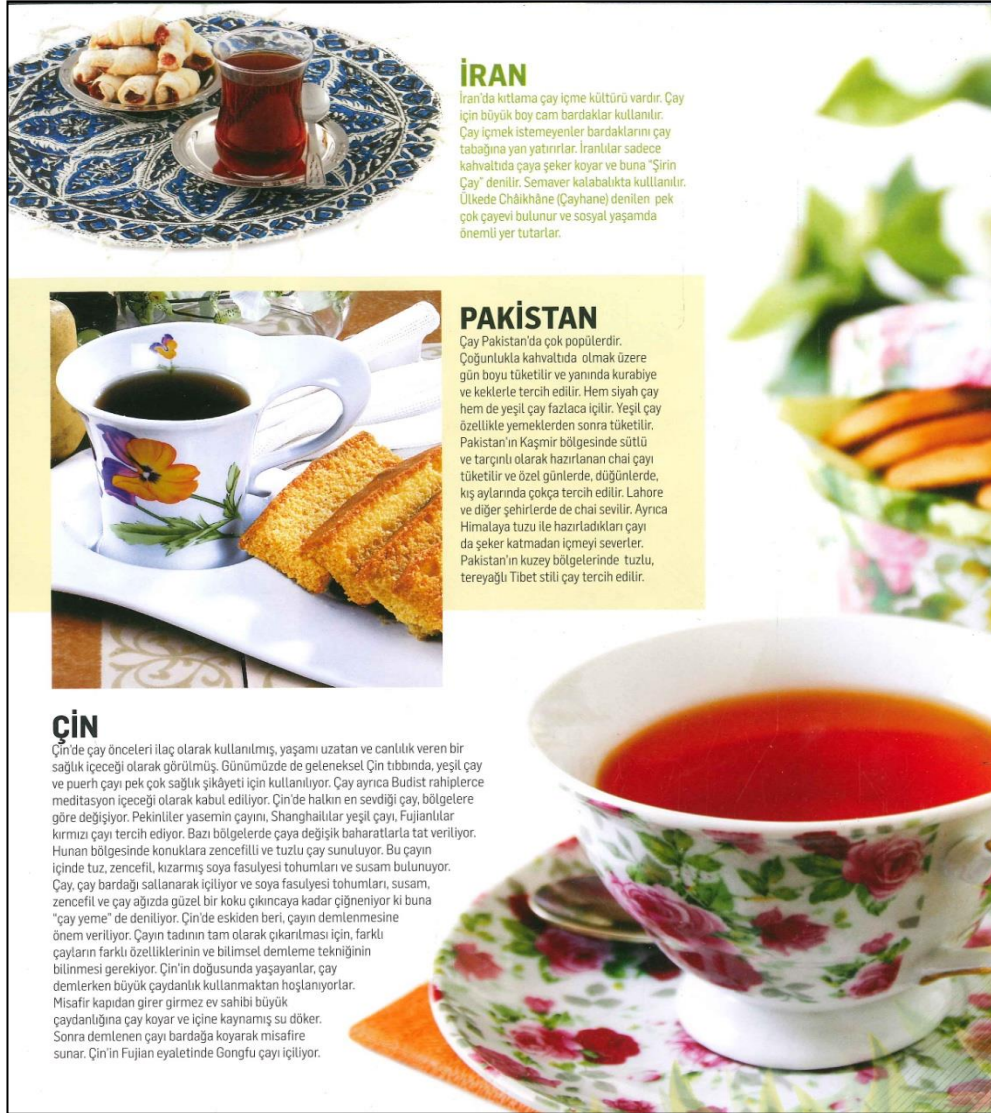 İRAN
İran'da kıtlama çay içme kültürü vardır. Çay
için büyük boy cam bardaklar kullanılır.
Çay içmek istemeyenler bardaklarını çay
tabağına yan yatırırlar. İranlılar sadece
kahvaltıda çaya şeker koyar ve buna "Şirin
Çay" denilir. Semaver kalabalıkta kulllanılır.
Ülkede Châikhâne (Çayhane) denilen pek
çok çayevi bulunur ve sosyal yaşamda
önemli yer tutarlar.
PAKİSTAN
Çay Pakistan'da çok popülerdir.
Çoğunlukla kahvaltıda olmak üzere
gün boyu tüketilir ve yanında kurabiye
ve keklerle tercih edilir. Hem siyah çay
hem de yeşil çay fazlaca içilir. Yeşil çay
özellikle yemeklerden sonra tüketilir.
Pakistan'ın Kaşmir bölgesinde sütlü
ve tarçınlı olarak hazırlanan chai çayı
tüketilir ve özel günlerde, düğünlerde,
kış aylarında çokça tercih edilir. Lahore
ve diğer şehirlerde de chai sevilir. Ayrıca
Himalaya tuzu ile hazırladıkları çayı
da şeker katmadan içmeyi severler.
Pakistan'ın kuzey bölgelerinde tuzlu,
tereyağlı Tibet stili çay tercih edilir.
ÇİN
Çin'de çay önceleri ilaç olarak kullanılmış, yaşamı uzatan ve canlılık veren bir
sağlık içeceği olarak görülmüş. Günümüzde de geleneksel Çin tıbbında, yeşil çay
ve puerh çayı pek çok sağlık şikâyeti için kullanılıyor. Çay ayrıca Budist rahiplerce
meditasyon içeceği olarak kabul ediliyor. Çin'de halkın en sevdiği çay, bölgelere
göre değişiyor. Pekinliler yasemin çayını, Shanghaililar yeşil çayı, Fujianlılar
kırmızı çayı tercih ediyor. Bazı bölgelerde çaya değişik baharatlarla tat veriliyor.
Hunan bölgesinde konuklara zencefilli ve tuzlu çay sunuluyor. Bu çayın
içinde tuz, zencefil, kızarmış soya fasulyesi tohumları ve susam bulunuyor.
Çay, çay bardağı sallanarak içiliyor ve soya fasulyesi tohumları, susam,
zencefil ve çay ağızda güzel bir koku çıkıncaya kadar çiğneniyor ki buna
"çay yeme" de deniliyor. Çin'de eskiden beri, çayın demlenmesine
önem veriliyor. Çayın tadının tam olarak çıkarılması için, farklı
çayların farklı özelliklerinin ve bilimsel demleme tekniğinin
bilinmesi gerekiyor. Çin'in doğusunda yaşayanlar, çay
demlerken büyük çaydanlık kullanmaktan hoşlanıyorlar.
Misafir kapıdan girer girmez ev sahibi büyük
çaydanlığına çay koyar ve içine kaynamış su döker.
Sonra demlenen çayı bardağa koyarak misafire
sunar. Çin'in Fujian eyaletinde Gongfu çayı içiliyor.